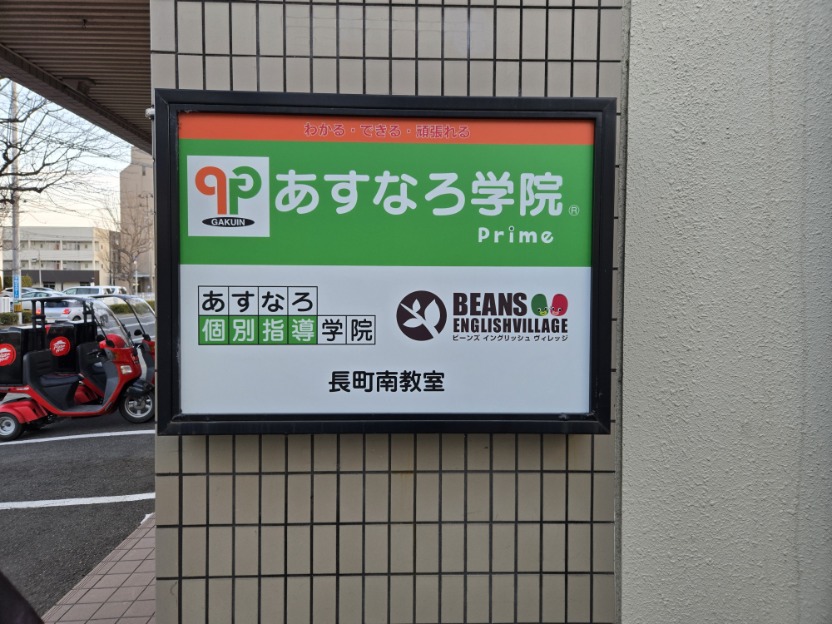 わかる・できる・頑張れる
GAKUIN
あすなろ学院®
Prime
あすなろ
個別指導学院
BEANS
ENGLISHVILLAGE
ビーンズ イングリッシュ ヴィレッジ
長町南教室